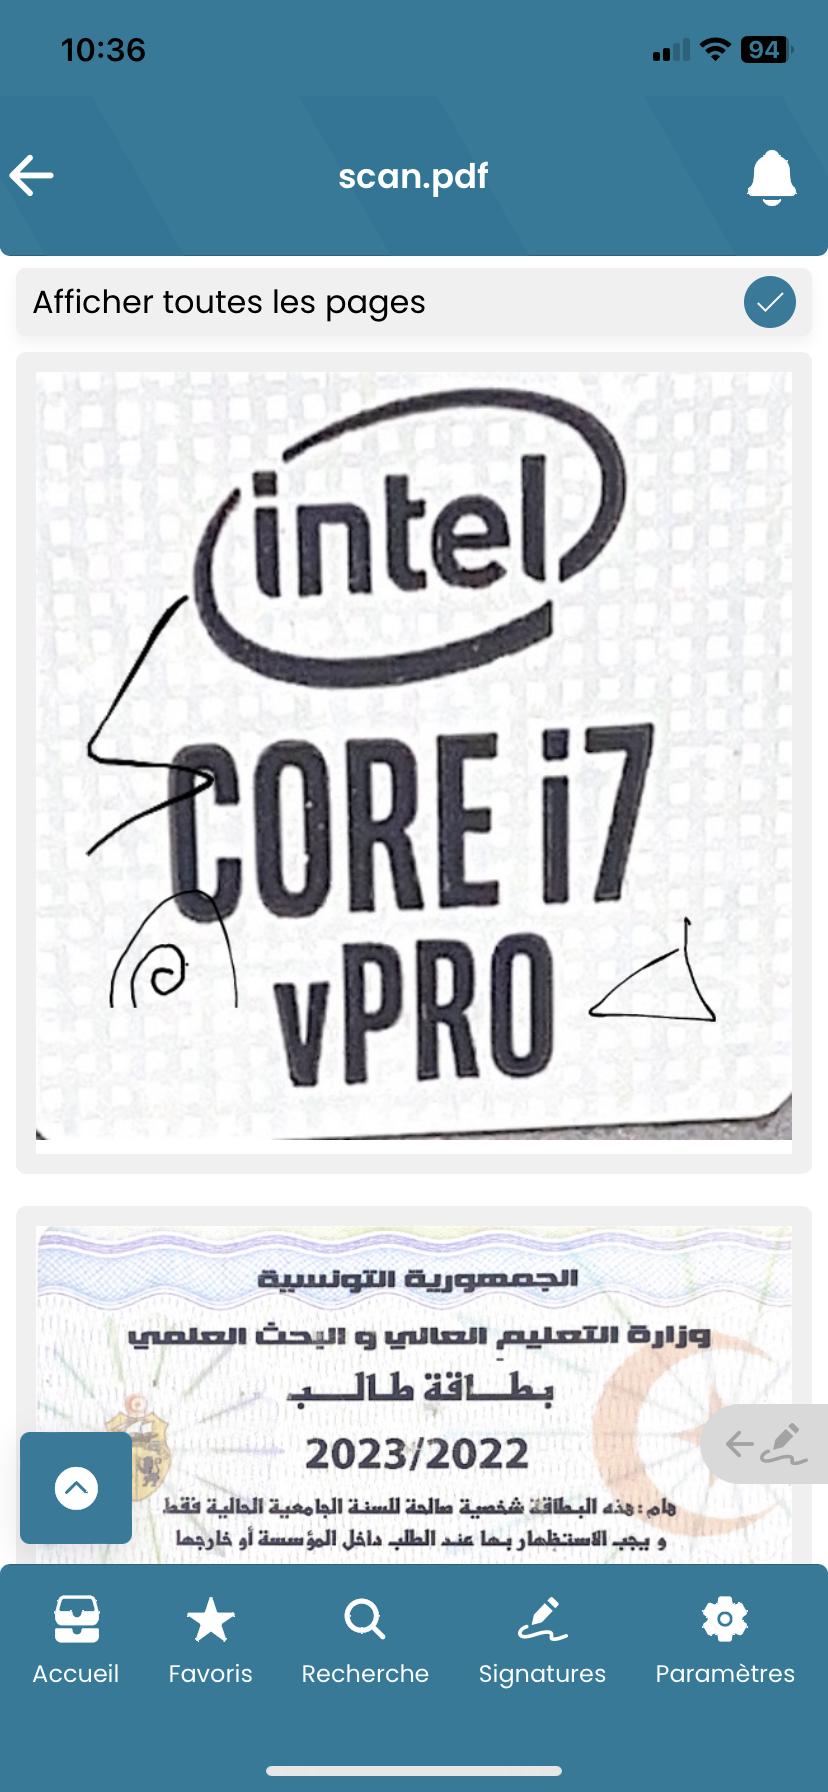 10:36
94
scan.pdf
Afficher toutes les pages
intel
CORE i7
vPRO
الجمهورية التونسية
وزارة التعليم العالي و البحث العلمي
بطــاقة طالــــب
2023/2022
هام : هذه البطاقة شخصية صالحة للسنة الجامعية الحالية فقط
و يجب الاستظهار بها عند الطلب داخل المؤسسة أو خارجها
Accueil
Favoris
Recherche
Signatures
Paramètres